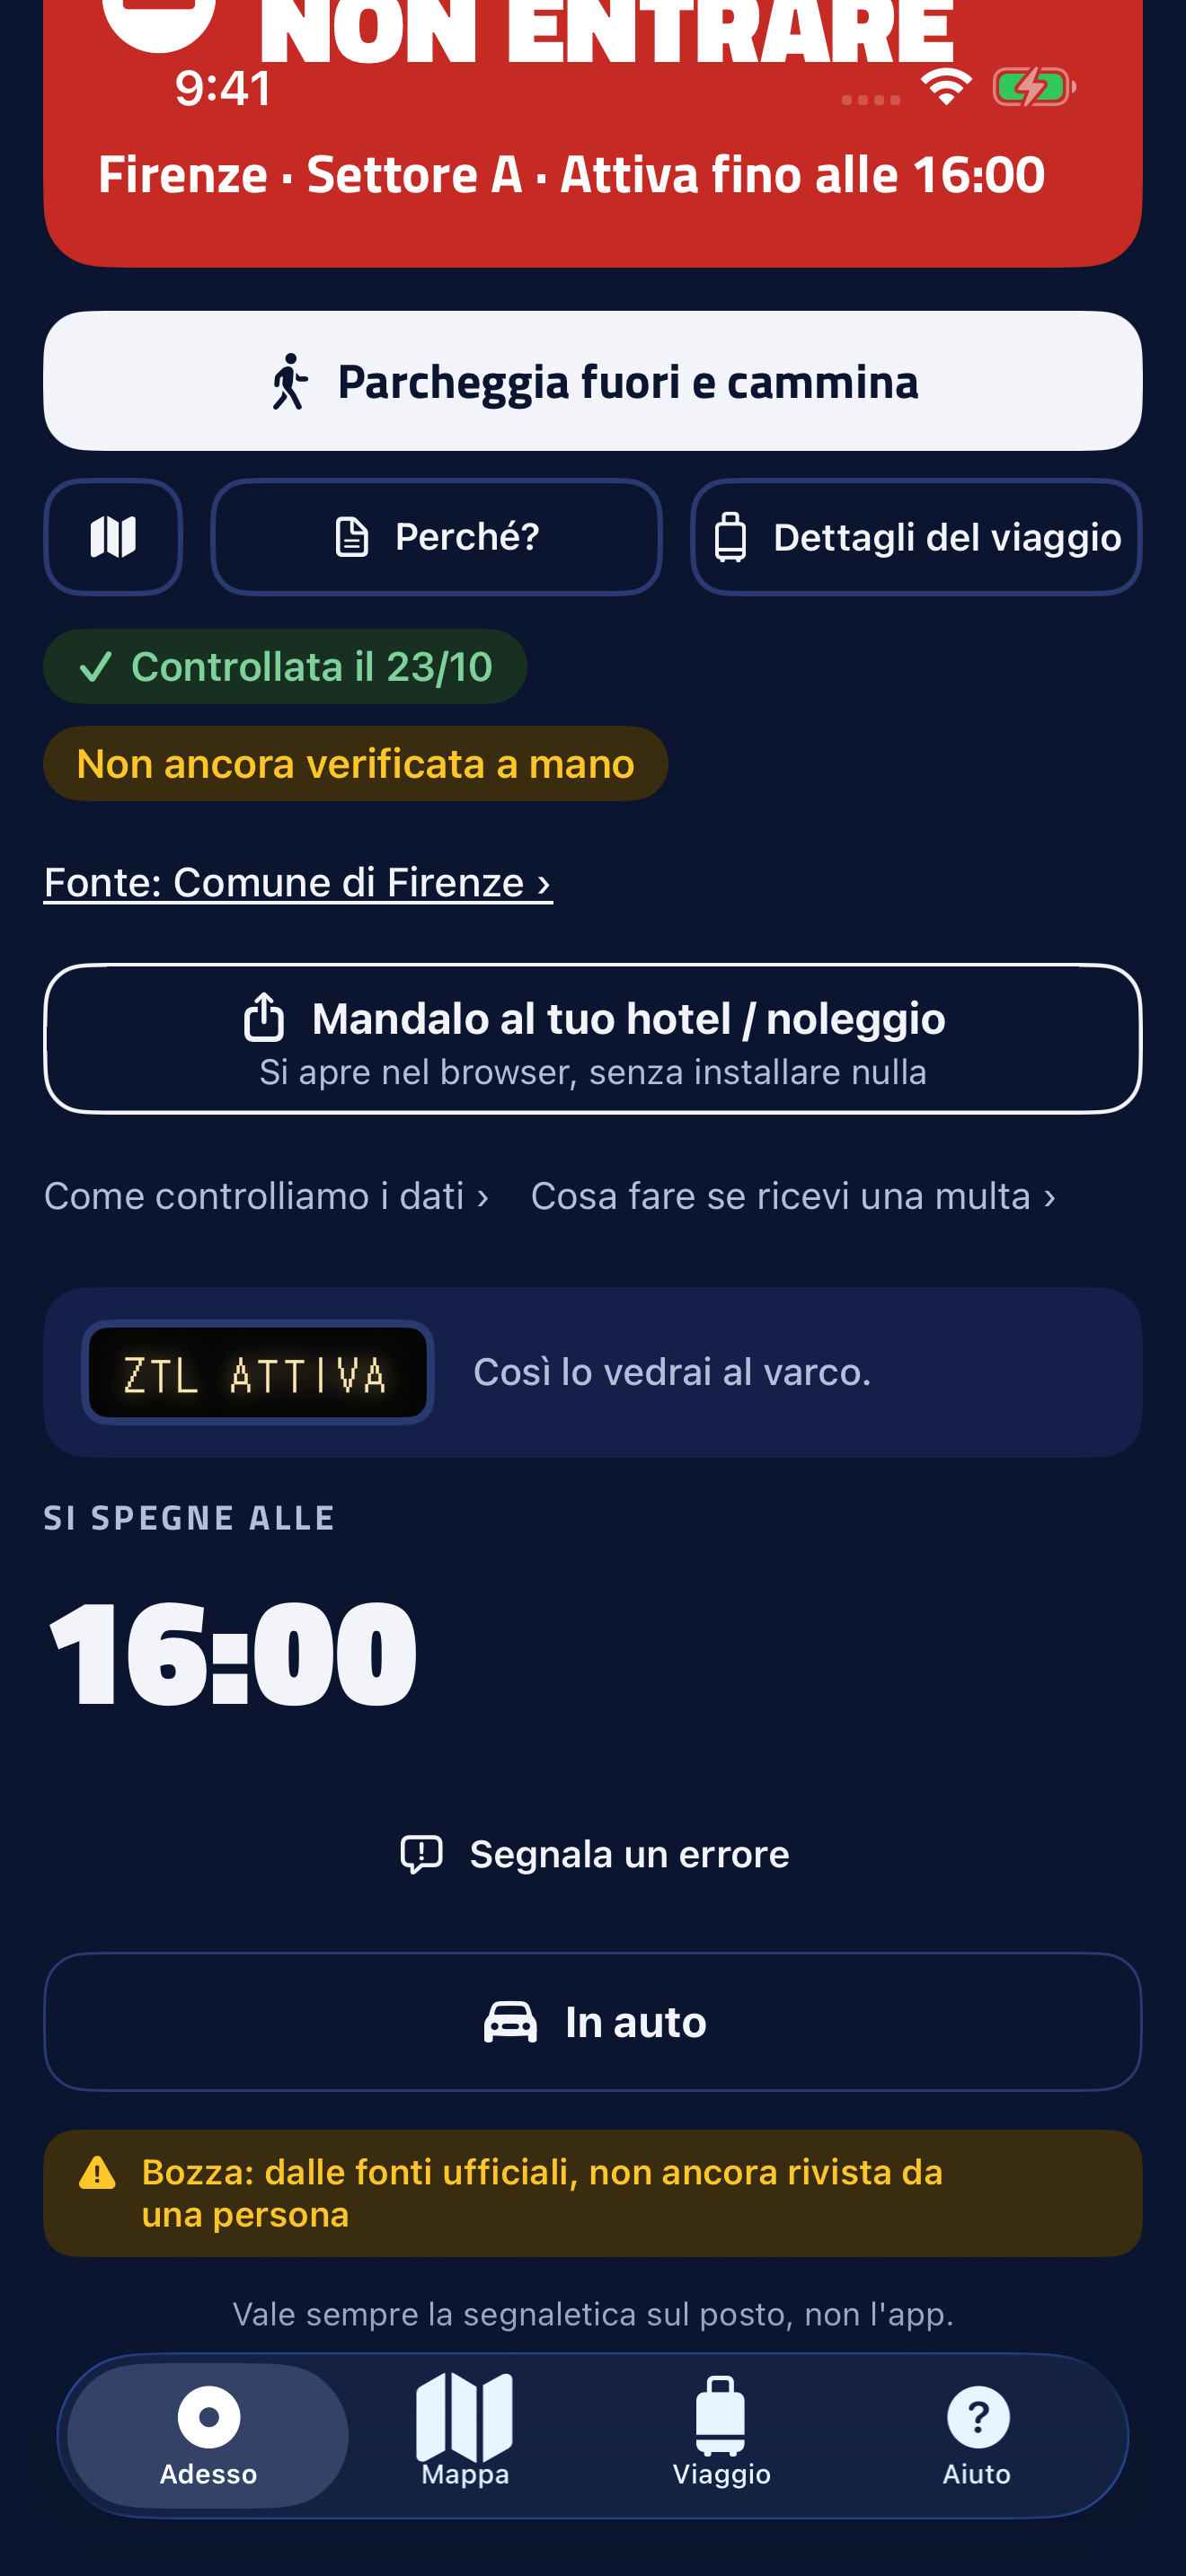 NON ENTRARE
9:41
Firenze · Settore A · Attiva fino alle 16:00
Parcheggia fuori e cammina
Perché?
Dettagli del viaggio
Controllata il 23/10
Non ancora verificata a mano
Fonte: Comune di Firenze ›
Mandalo al tuo hotel / noleggio
Si apre nel browser, senza installare nulla
Come controlliamo i dati ›
Cosa fare se ricevi una multa ›
ZTL ATTIVA
Così lo vedrai al varco.
SI SPEGNE ALLE
16:00
Segnala un errore
In auto
Bozza: dalle fonti ufficiali, non ancora rivista da
una persona
Vale sempre la segnaletica sul posto, non l'app.
Adesso
Mappa
Viaggio
Aiuto